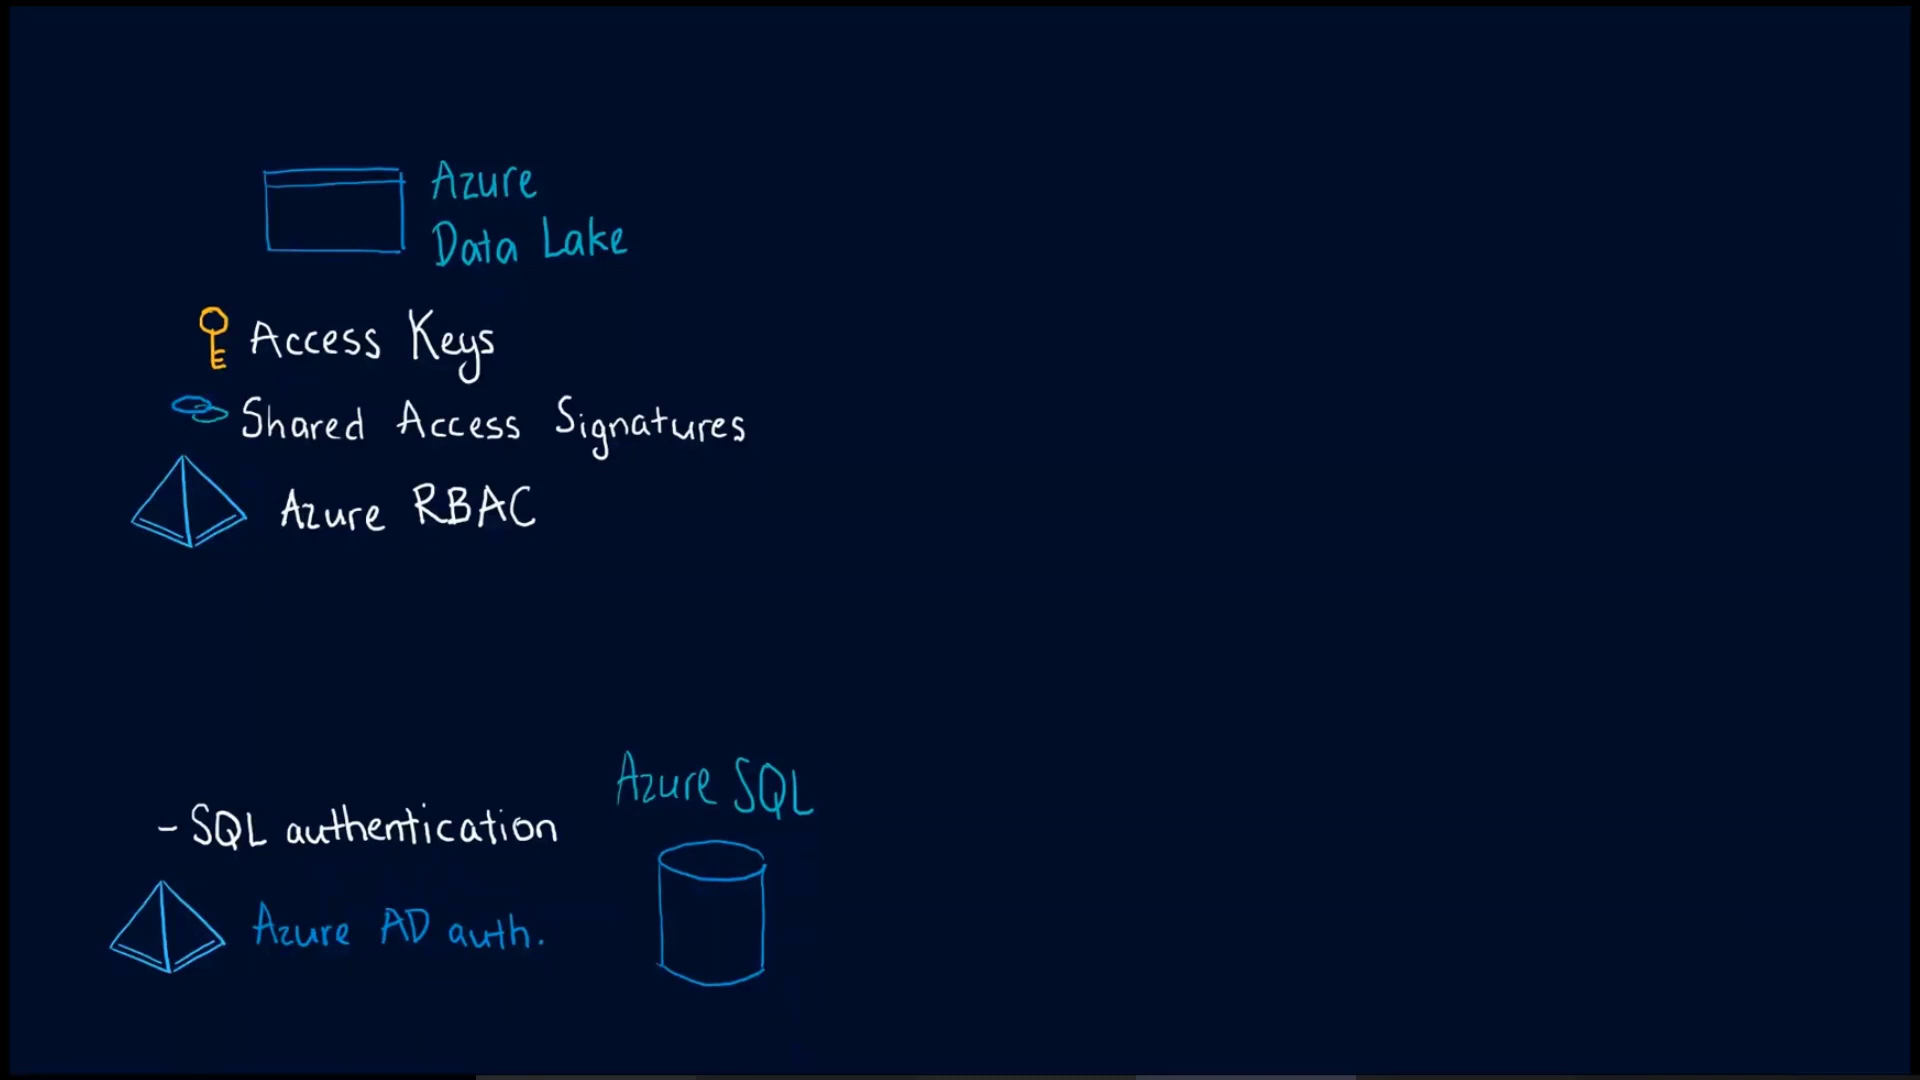 Azure
Data Lake
Access Keys
Shared Access Signatures
Azure RBAC
Azure SQL
- SQL authentication
Azure AD auth.